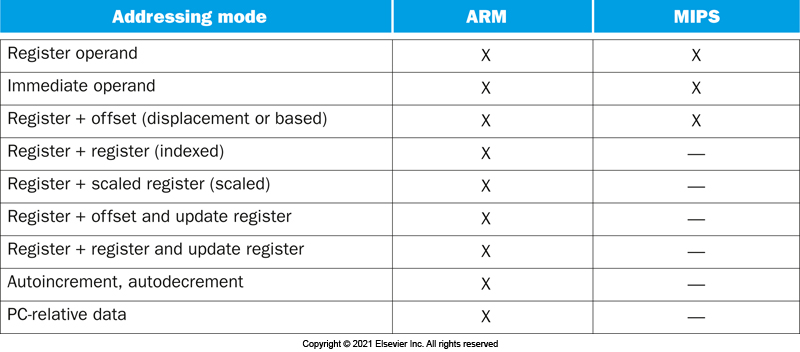 Addressing mode ARM MIPS
Register operand X X
Immediate operand X X
Register + offset (displacement or based) X X
Register + register (indexed) X —
Register + scaled register (scaled) X —
Register + offset and update register X —
Register + register and update register X —
Autoincrement, autodecrement X —
PC-relative data X —
Copyright © 2021 Elsevier Inc. All rights reserved